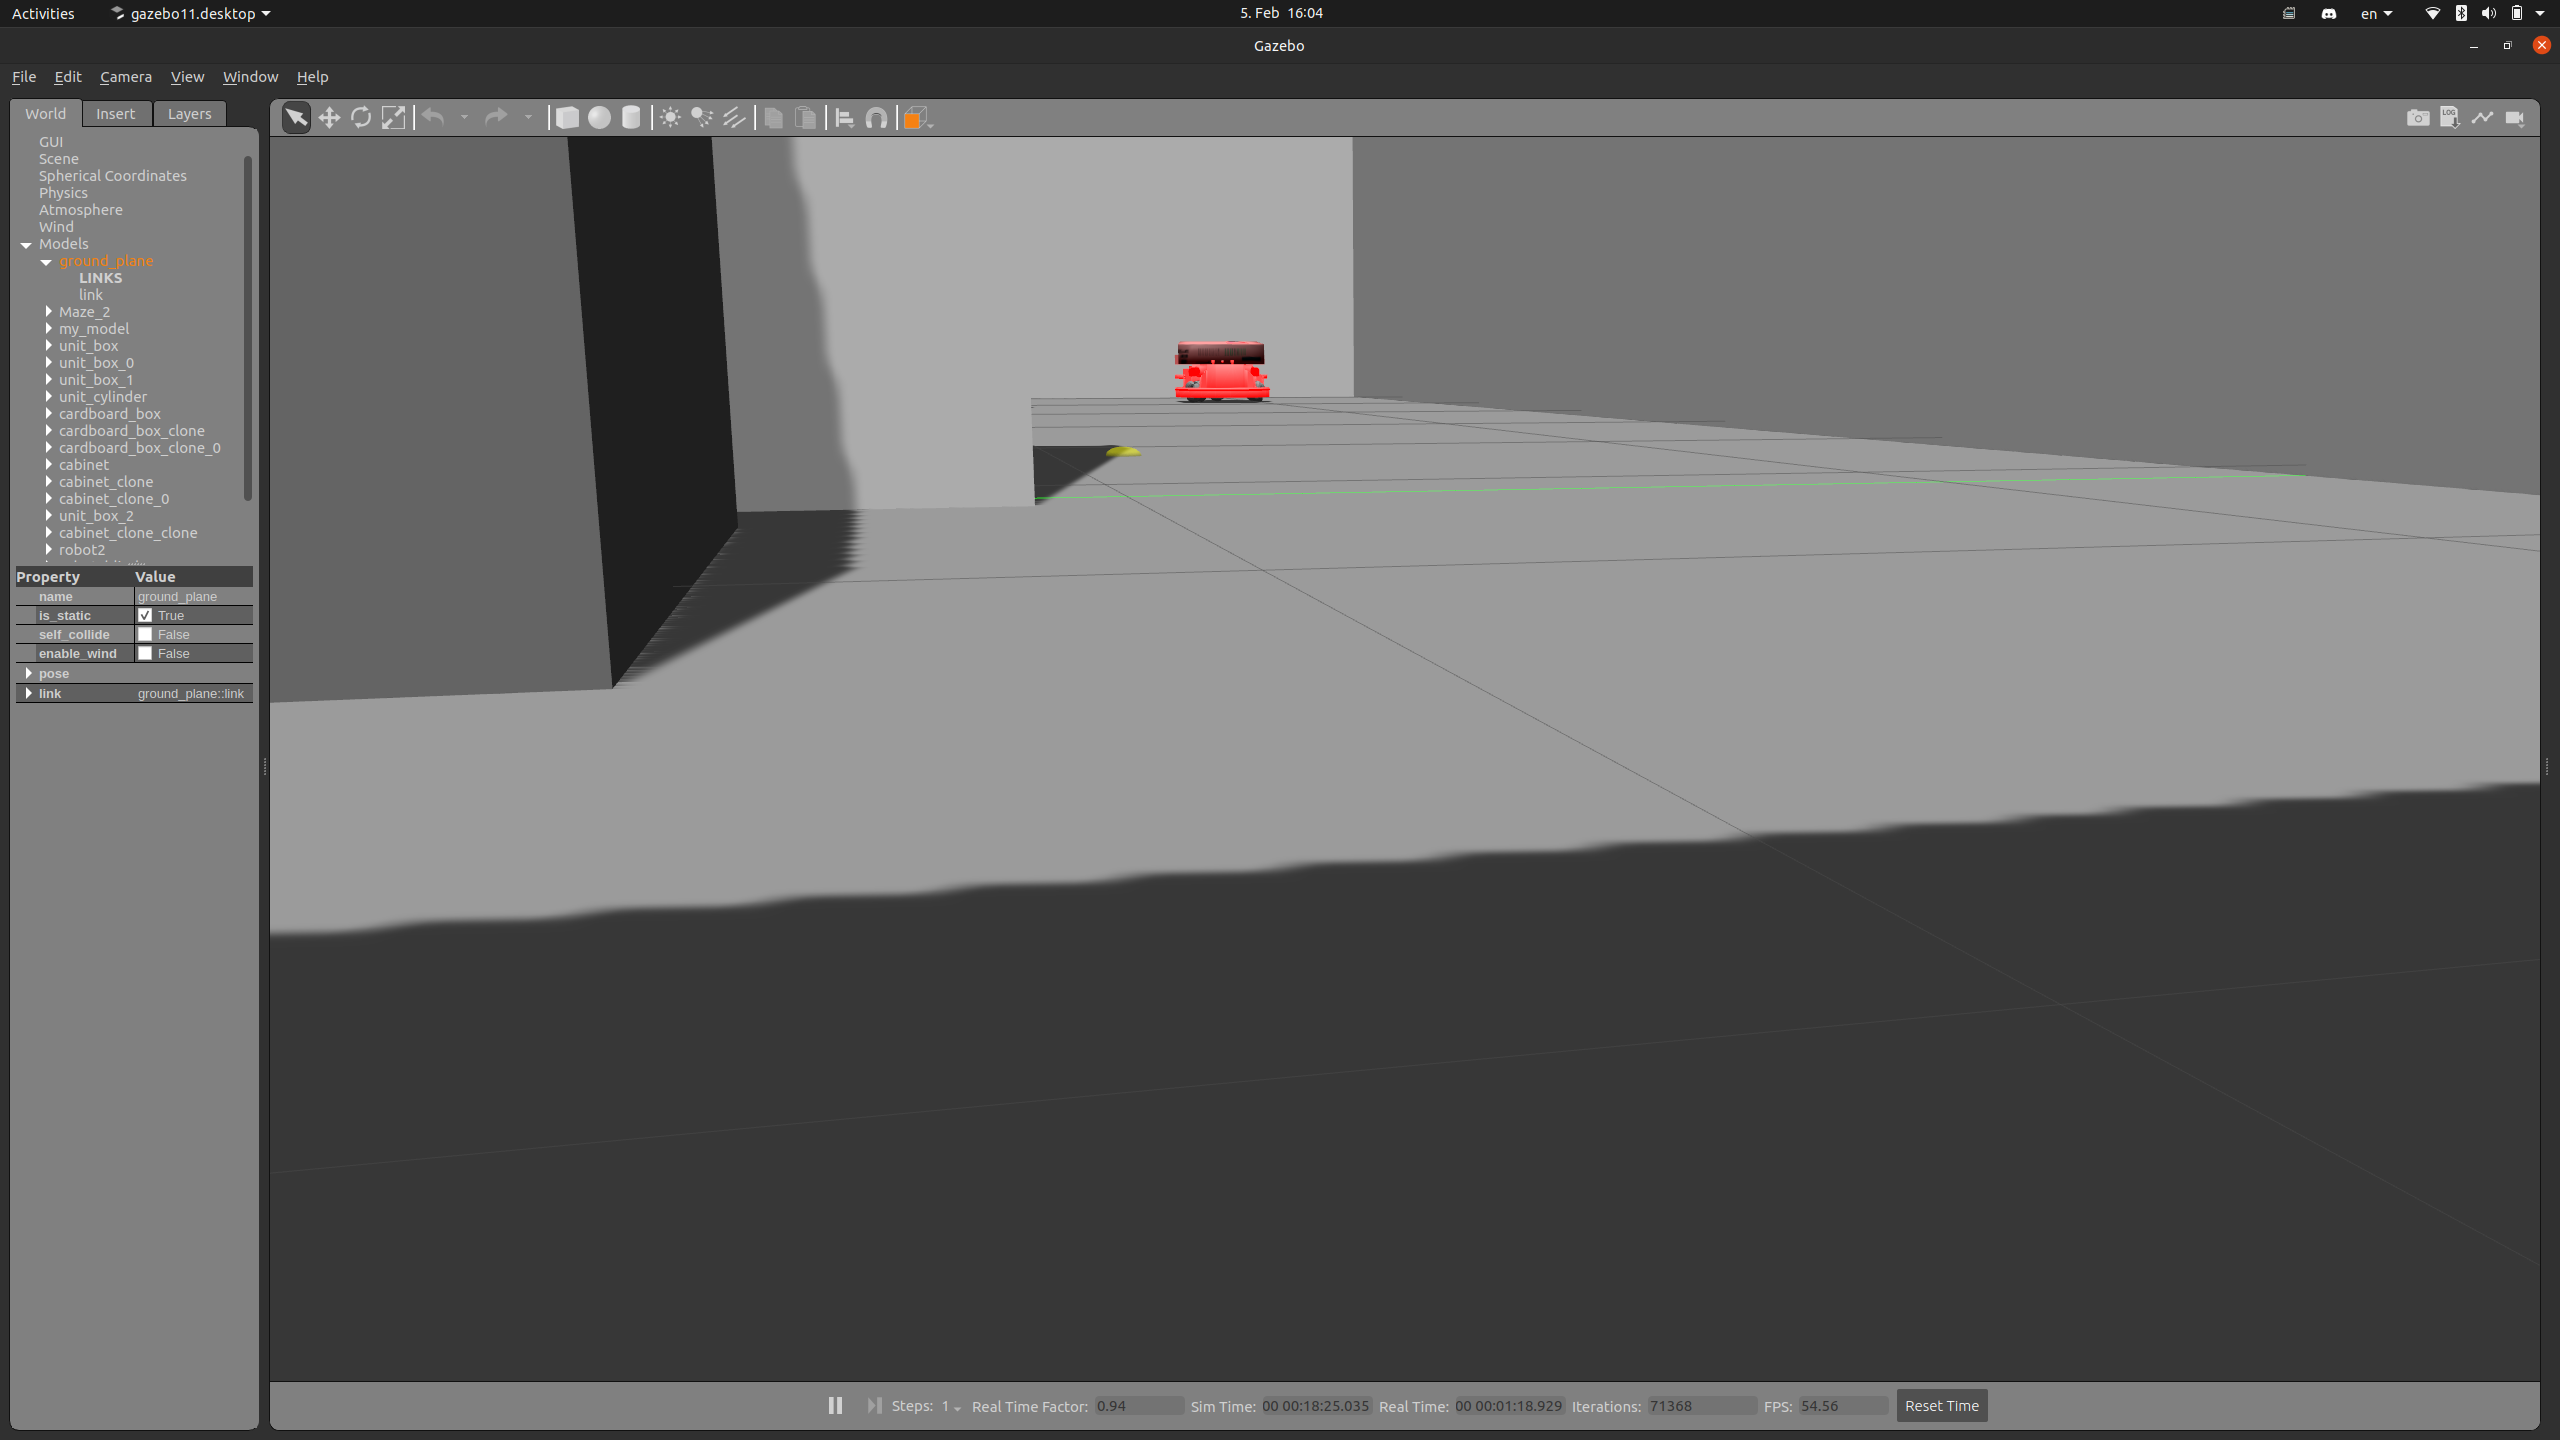 Activities gazebo11.desktop 5. Feb 16:04 en
Gazebo
File Edit Camera View Window Help
World Insert Layers
LOG
GUI
Scene
Spherical Coordinates
Physics
Atmosphere
Wind
Models
ground_plane
LINKS
link
Maze_2
my_model
unit_box
unit_box_0
unit_box_1
unit_cylinder
cardboard_box
cardboard_box_clone
cardboard_box_clone_0
cabinet
cabinet_clone
cabinet_clone_0
unit_box_2
cabinet_clone_clone
robot2
Property Value
name ground_plane
is_static True
self_collide False
enable_wind False
pose
link ground_plane::link
Steps: 1 Real Time Factor: 0.94 Sim Time: 00 00:18:25.035 Real Time: 00 00:01:18.929 Iterations: 71368 FPS: 54.56 Reset Time